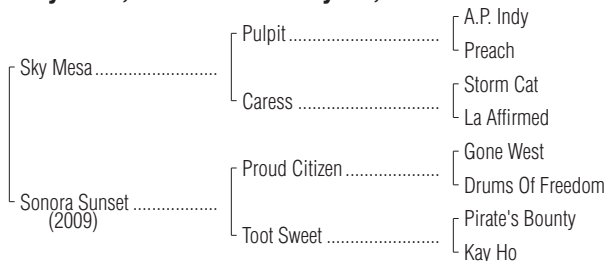 A.P. Indy
Pulpit
Preach
Sky Mesa
Storm Cat
Caress
La Affirmed
Gone West
Proud Citizen
Drums Of Freedom
Sonora Sunset
(2009)
Pirate's Bounty
Toot Sweet
Kay Ho